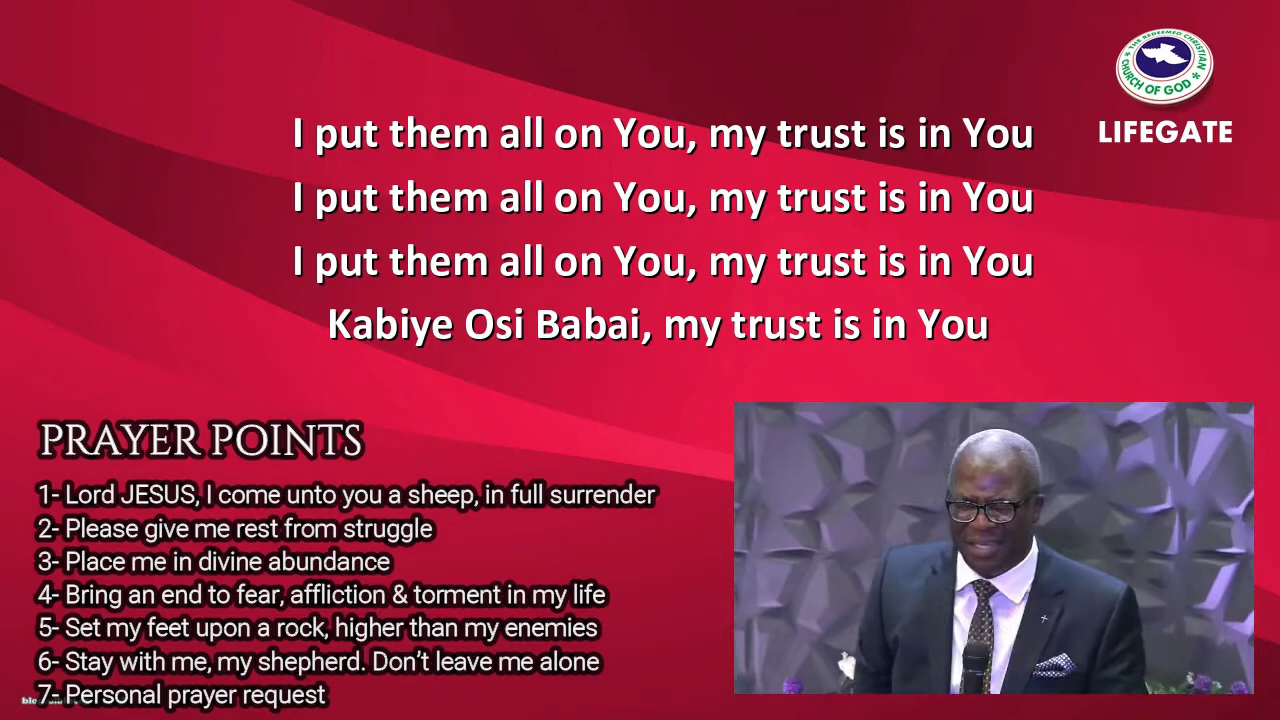 THE REDEEMED CHRISTIAN
CHURCH OF GOD
LIFEGATE
I put them all on You, my trust is in You
I put them all on You, my trust is in You
I put them all on You, my trust is in You
Kabiye Osi Babai, my trust is in You
PRAYER POINTS
1- Lord JESUS, I come unto you a sheep, in full surrender
2- Please give me rest from struggle
3- Place me in divine abundance
4- Bring an end to fear, affliction & torment in my life
5- Set my feet upon a rock, higher than my enemies
6- Stay with me, my shepherd. Don't leave me alone
7- Personal prayer request